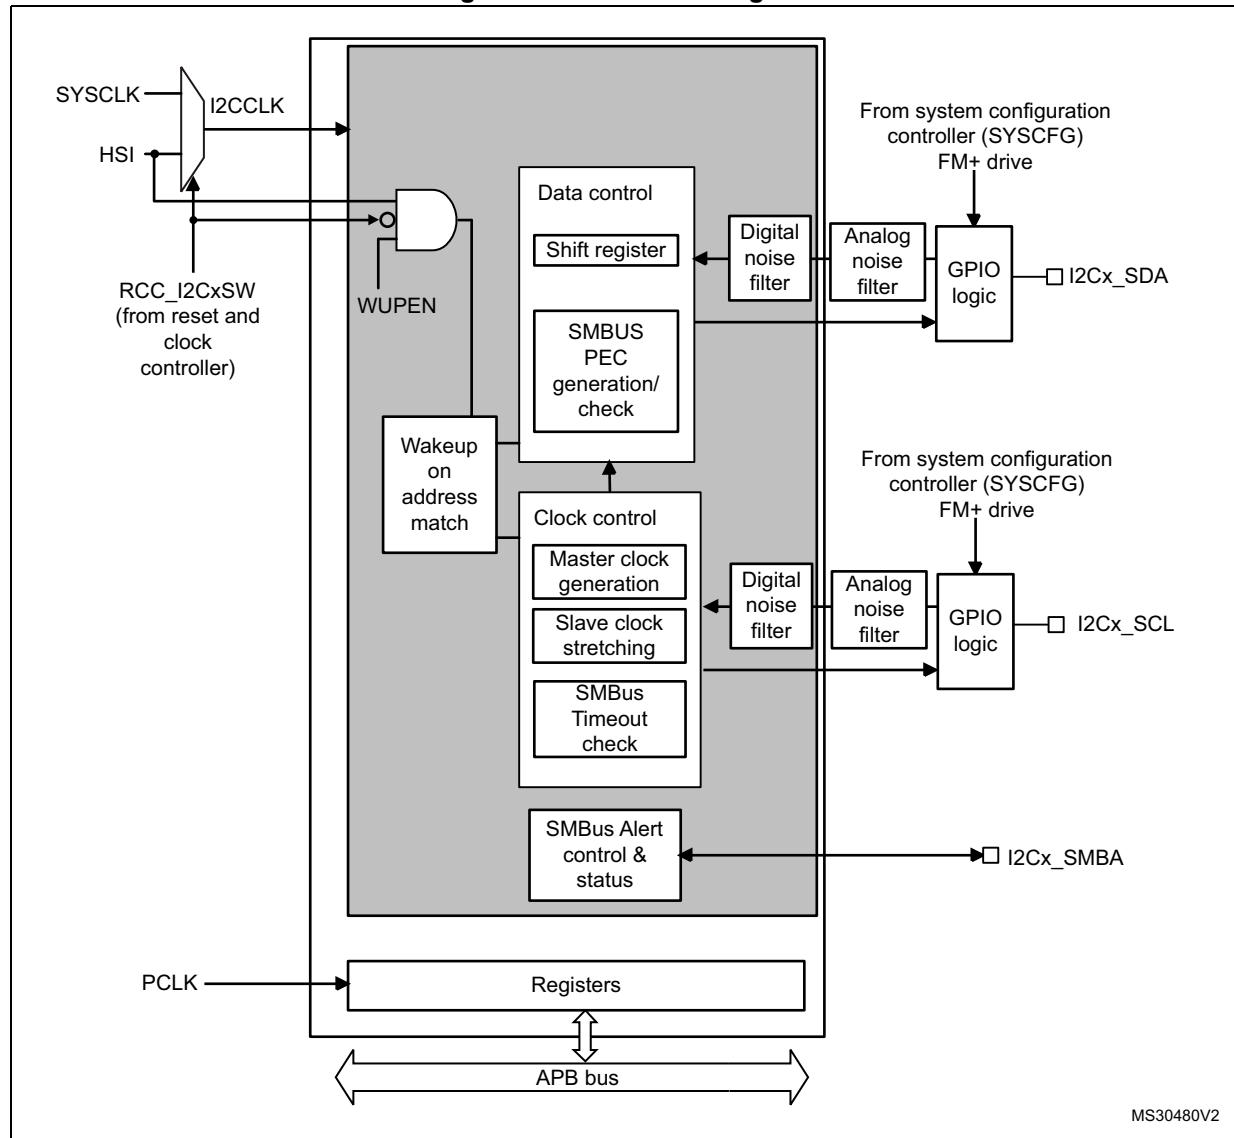 SYSCLK
I2CCLK
HSI
RCC_I2CxSW
(from reset and
clock
controller)
WUPEN
Data control
Shift register
SMBUS
PEC
generation/
check
Wakeup
on
address
match
Clock control
Master clock
generation
Slave clock
stretching
SMBus
Timeout
check
SMBus Alert
control &
status
From system configuration
controller (SYSCFG)
FM+ drive
Digital
noise
filter
Analog
noise
filter
GPIO
logic
I2Cx_SDA
From system configuration
controller (SYSCFG)
FM+ drive
Digital
noise
filter
Analog
noise
filter
GPIO
logic
I2Cx_SCL
I2Cx_SMBA
PCLK
Registers
APB bus
MS30480V2